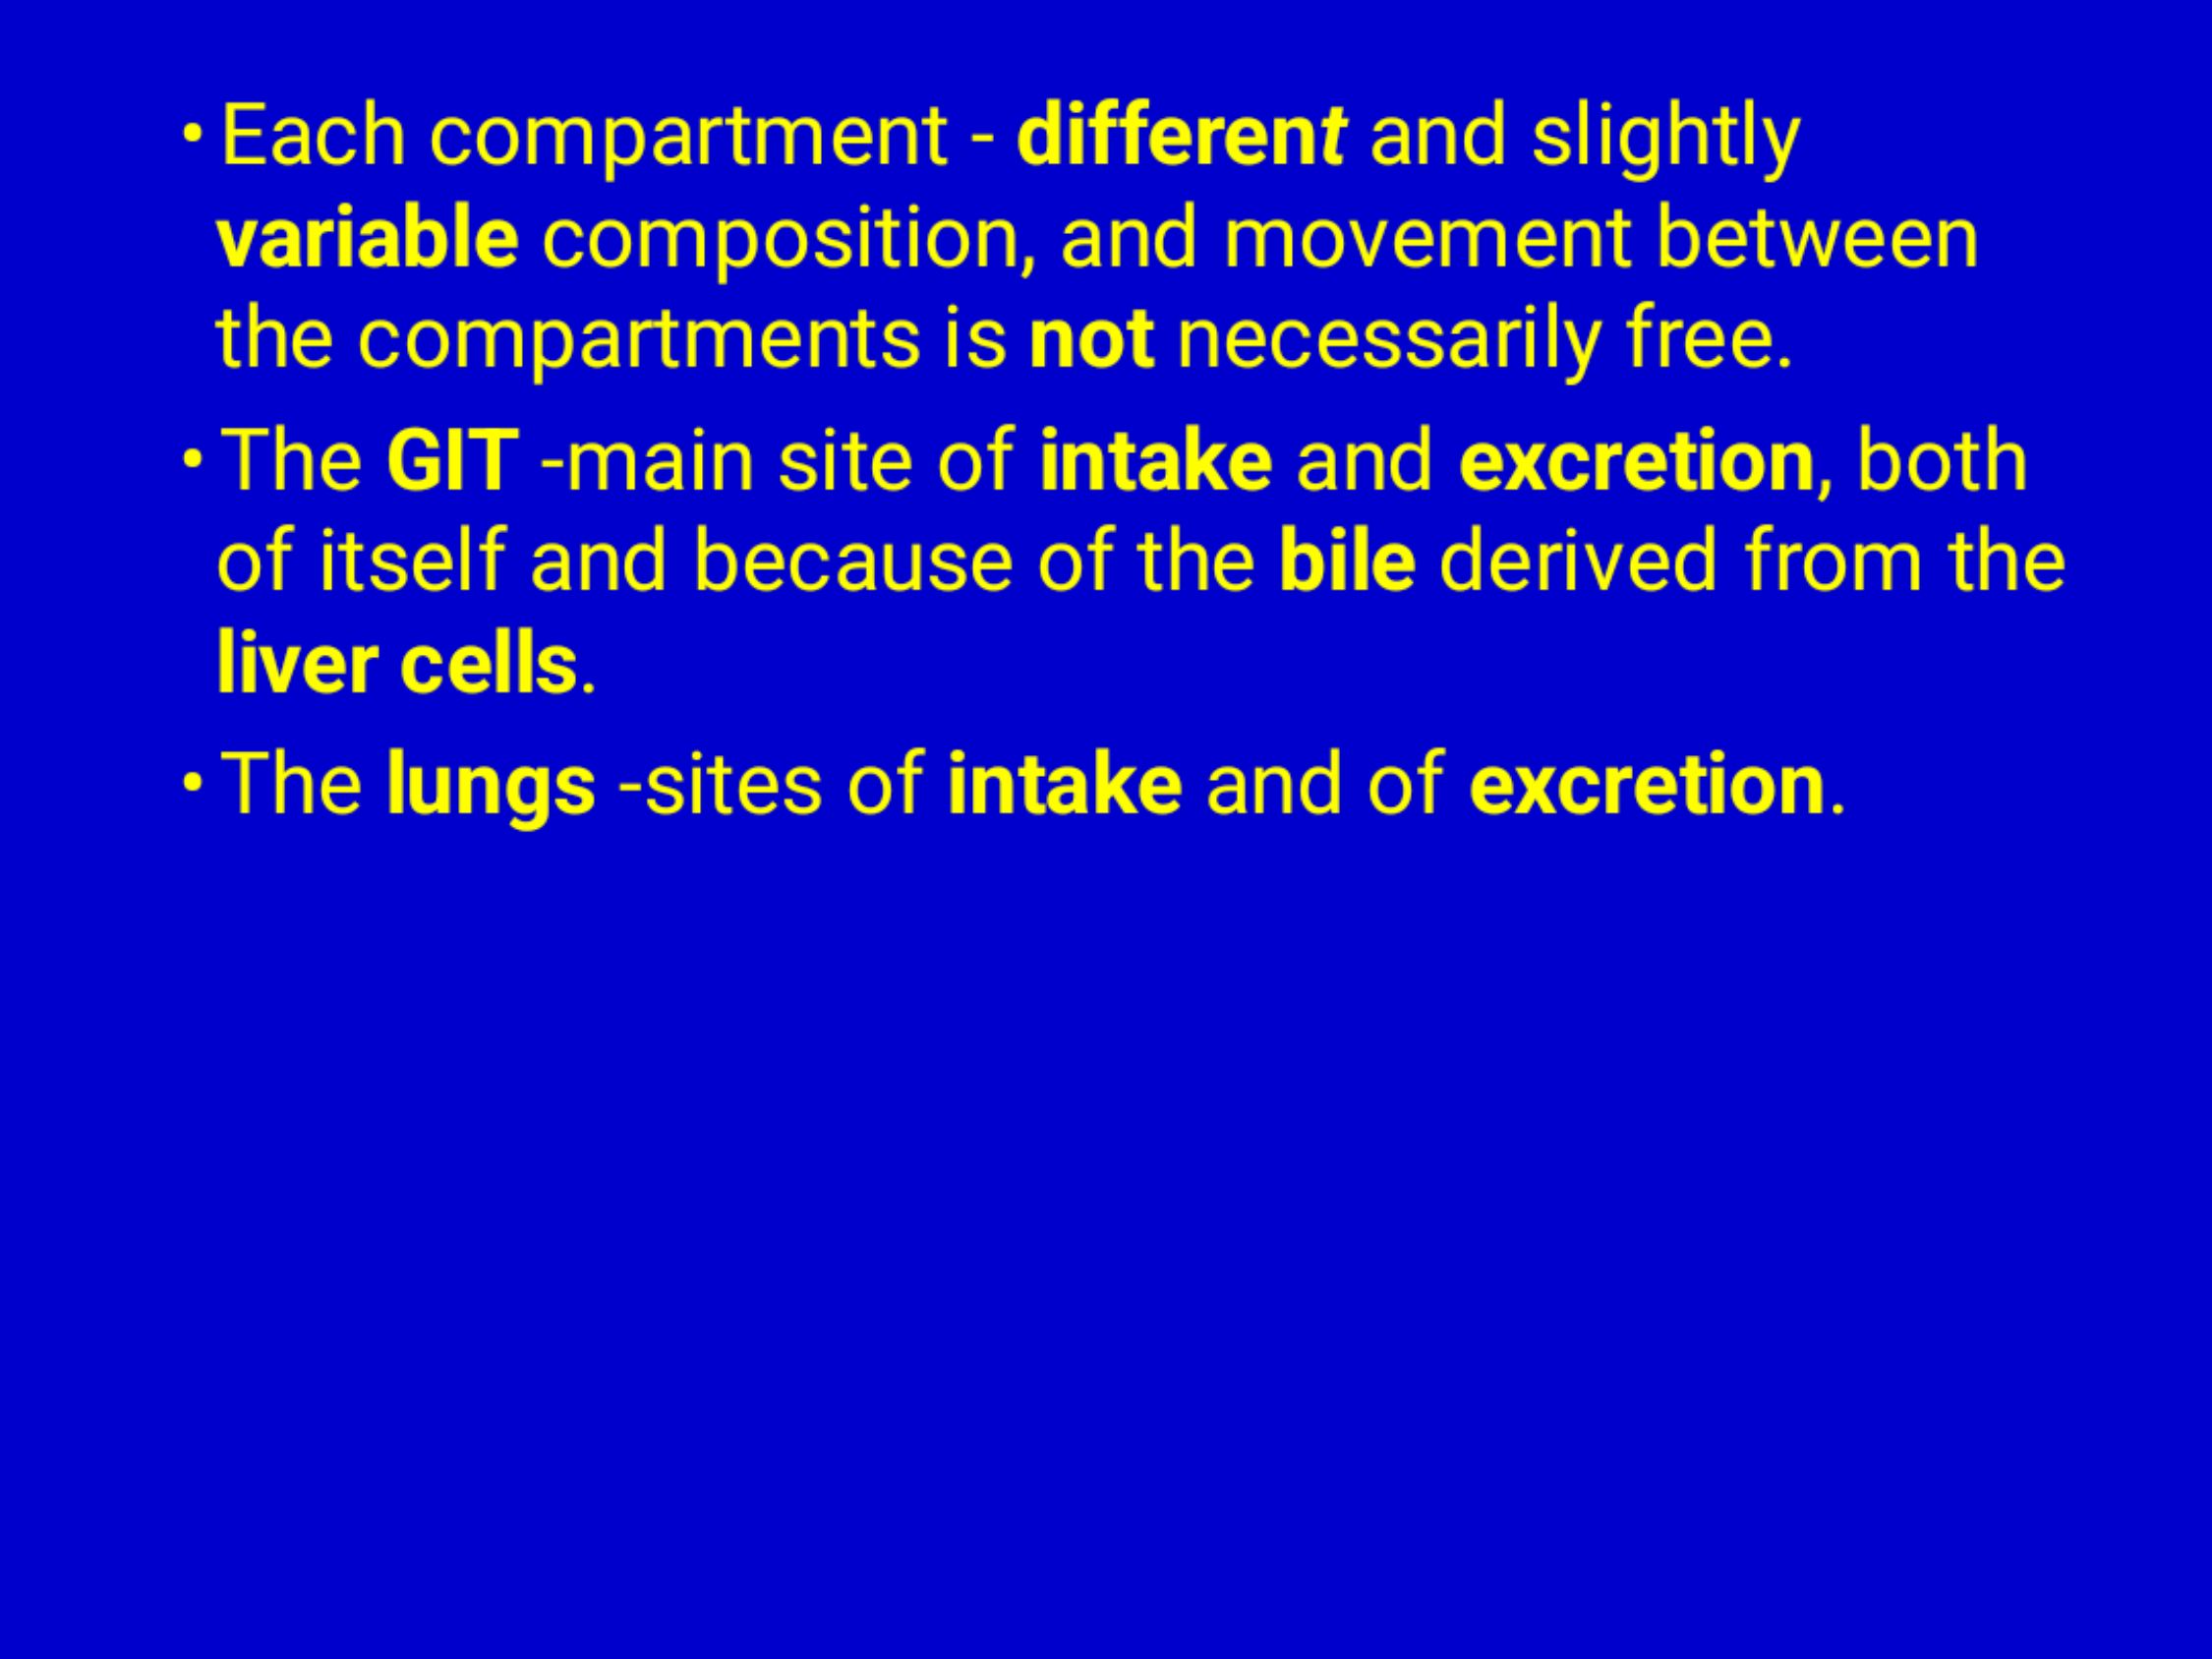 • Each compartment - different and slightly
variable composition, and movement between
the compartments is not necessarily free.
• The GIT -main site of intake and excretion, both
of itself and because of the bile derived from the
liver cells.
• The lungs -sites of intake and of excretion.